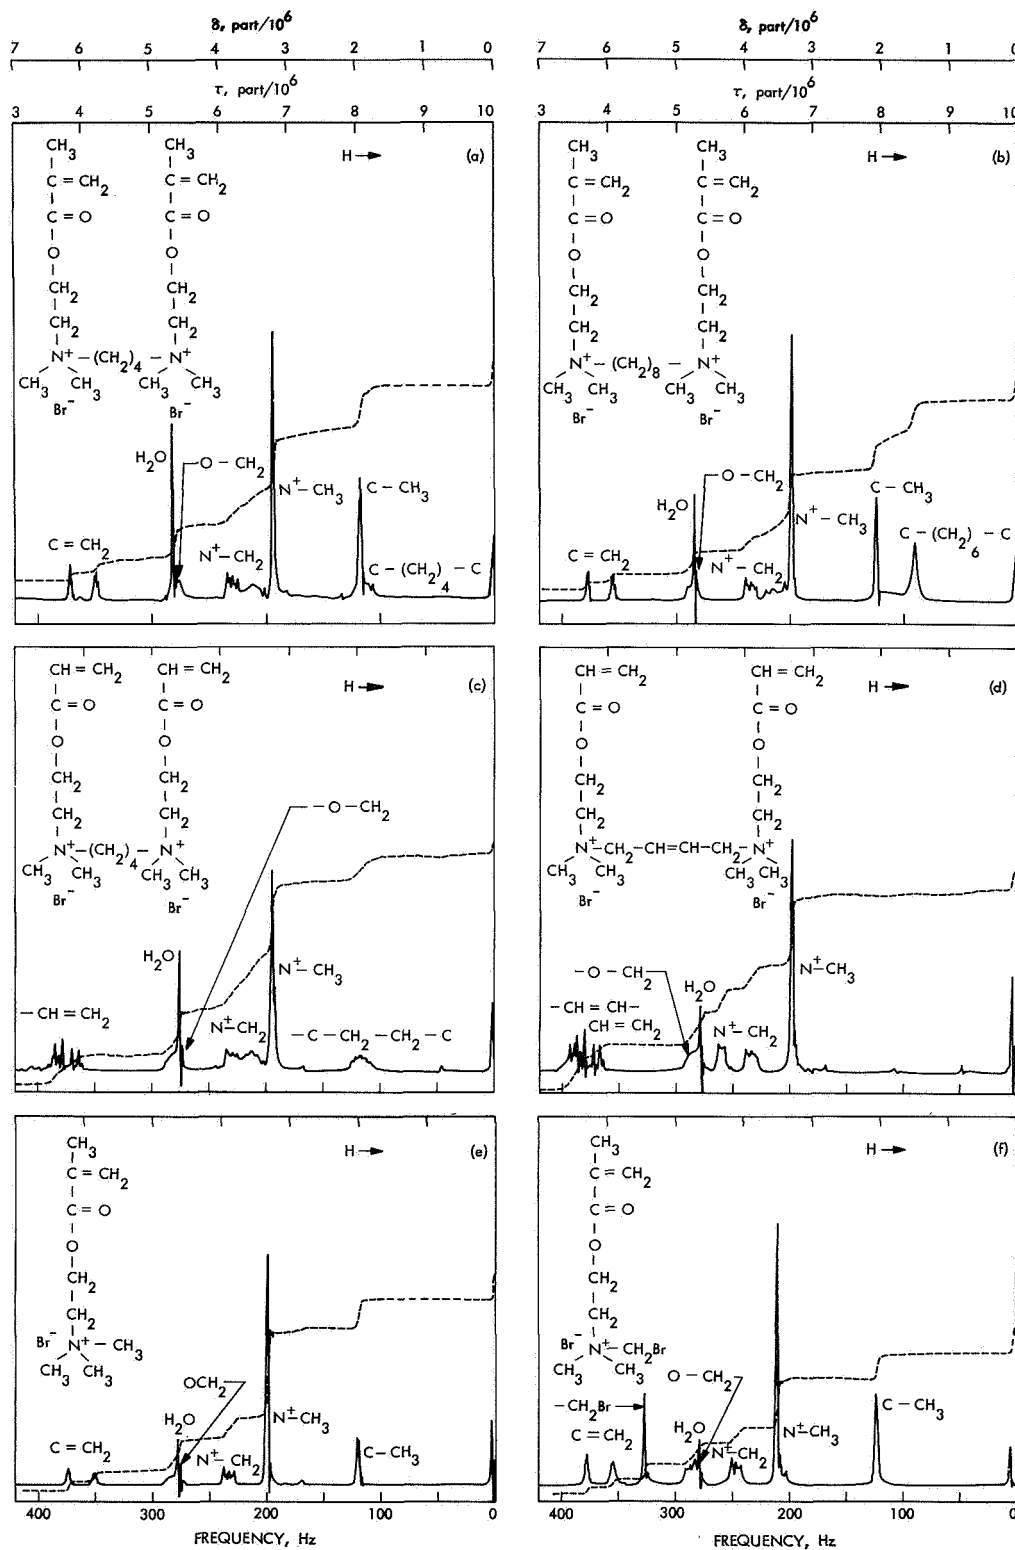 δ, part/10⁶
7 6 5 4 3 2 1 0
τ, part/10⁶
3 4 5 6 7 8 9 10
H → (a)
CH₃ CH₃
C = CH₂ C = CH₂
C = O C = O
O O
CH₂ CH₂
CH₂ CH₂
N⁺ – (CH₂)₄ – N⁺
CH₃ CH₃ CH₃ CH₃
Br⁻ Br⁻
H₂O
– O – CH₂
N⁺ – CH₃
C – CH₃
C = CH₂
N⁺ – CH₂
C – (CH₂)₄ – C
δ, part/10⁶
7 6 5 4 3 2 1 0
τ, part/10⁶
3 4 5 6 7 8 9 10
H → (b)
CH₃ CH₃
C = CH₂ C = CH₂
C = O C = O
O O
CH₂ CH₂
CH₂ CH₂
N⁺ – (CH₂)₈ – N⁺
CH₃ CH₃ CH₃ CH₃
Br⁻ Br⁻
– O – CH₂
C – CH₃
H₂O
N⁺ – CH₃
C – (CH₂)₆ – C
C = CH₂
N⁺ – CH₂
H → (c)
CH = CH₂ CH = CH₂
C = O C = O
O O
CH₂ CH₂
CH₂ CH₂
– O – CH₂
N⁺ –(CH₂)₄ – N⁺
CH₃ CH₃ CH₃ CH₃
Br⁻ Br⁻
H₂O
N⁺ – CH₃
– CH = CH₂
N⁺ – CH₂
– C – CH₂ – CH₂ – C
H → (d)
CH = CH₂ CH = CH₂
C = O C = O
O O
CH₂ CH₂
CH₂ CH₂
N⁺ – CH₂ – CH = CH – CH₂ – N⁺
CH₃ CH₃ CH₃ CH₃
Br⁻ Br⁻
– O – CH₂
N⁺ – CH₃
H₂O
– CH = CH –
CH = CH₂
N⁺ – CH₂
H → (e)
CH₃
C = CH₂
C = O
O
CH₂
CH₂
Br⁻ N⁺ – CH₃
CH₃ CH₃
OCH₂
H₂O
N⁺ – CH₃
C = CH₂
N⁺ – CH₂
C – CH₃
400 300 200 100 0
FREQUENCY, Hz
H → (f)
CH₃
C = CH₂
C = O
O
CH₂
CH₂
Br⁻ N⁺ – CH₂Br
CH₃ CH₃
O – CH₂
– CH₂Br
C – CH₃
H₂O
N⁺ – CH₃
C = CH₂
N⁺ – CH₂
400 300 200 100 0
FREQUENCY, Hz